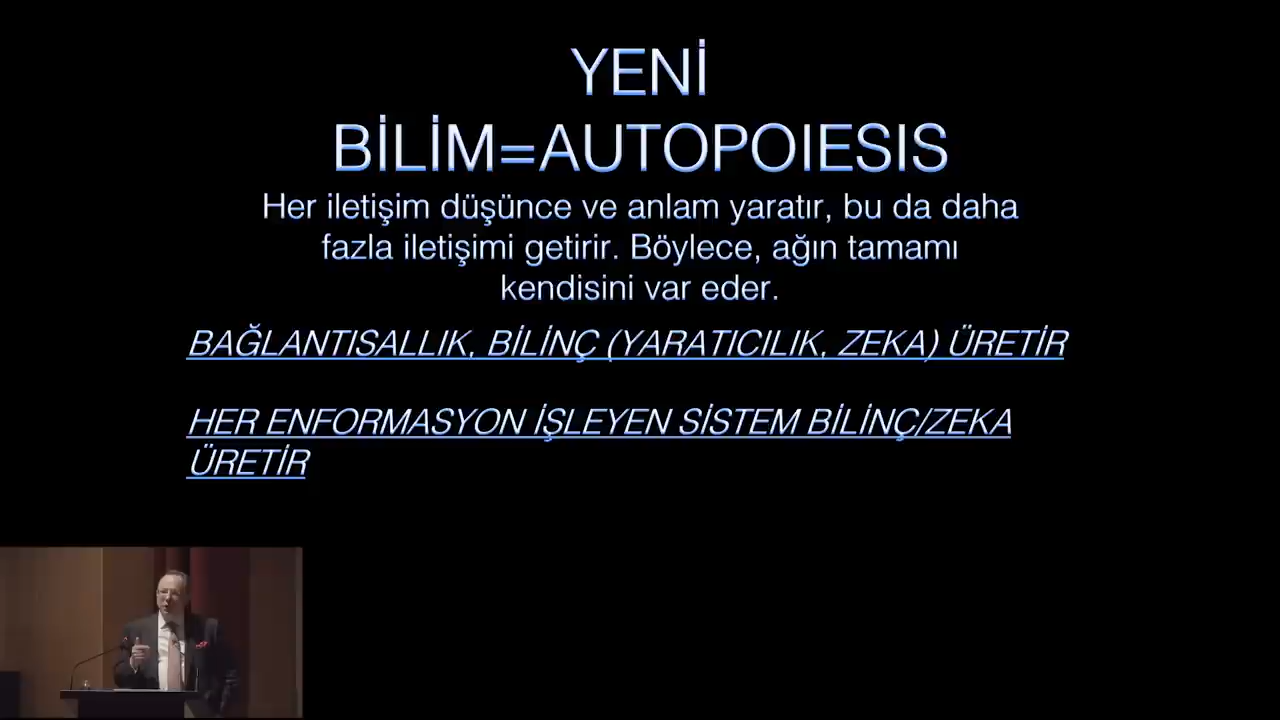 YENİ
BİLİM=AUTOPOIESIS
Her iletişim düşünce ve anlam yaratır, bu da daha
fazla iletişimi getirir. Böylece, ağın tamamı
kendisini var eder.
BAĞLANTISALLIK, BİLİNÇ (YARATICILIK, ZEKA) ÜRETİR
HER ENFORMASYON İŞLEYEN SİSTEM BİLİNÇ/ZEKA
ÜRETİR